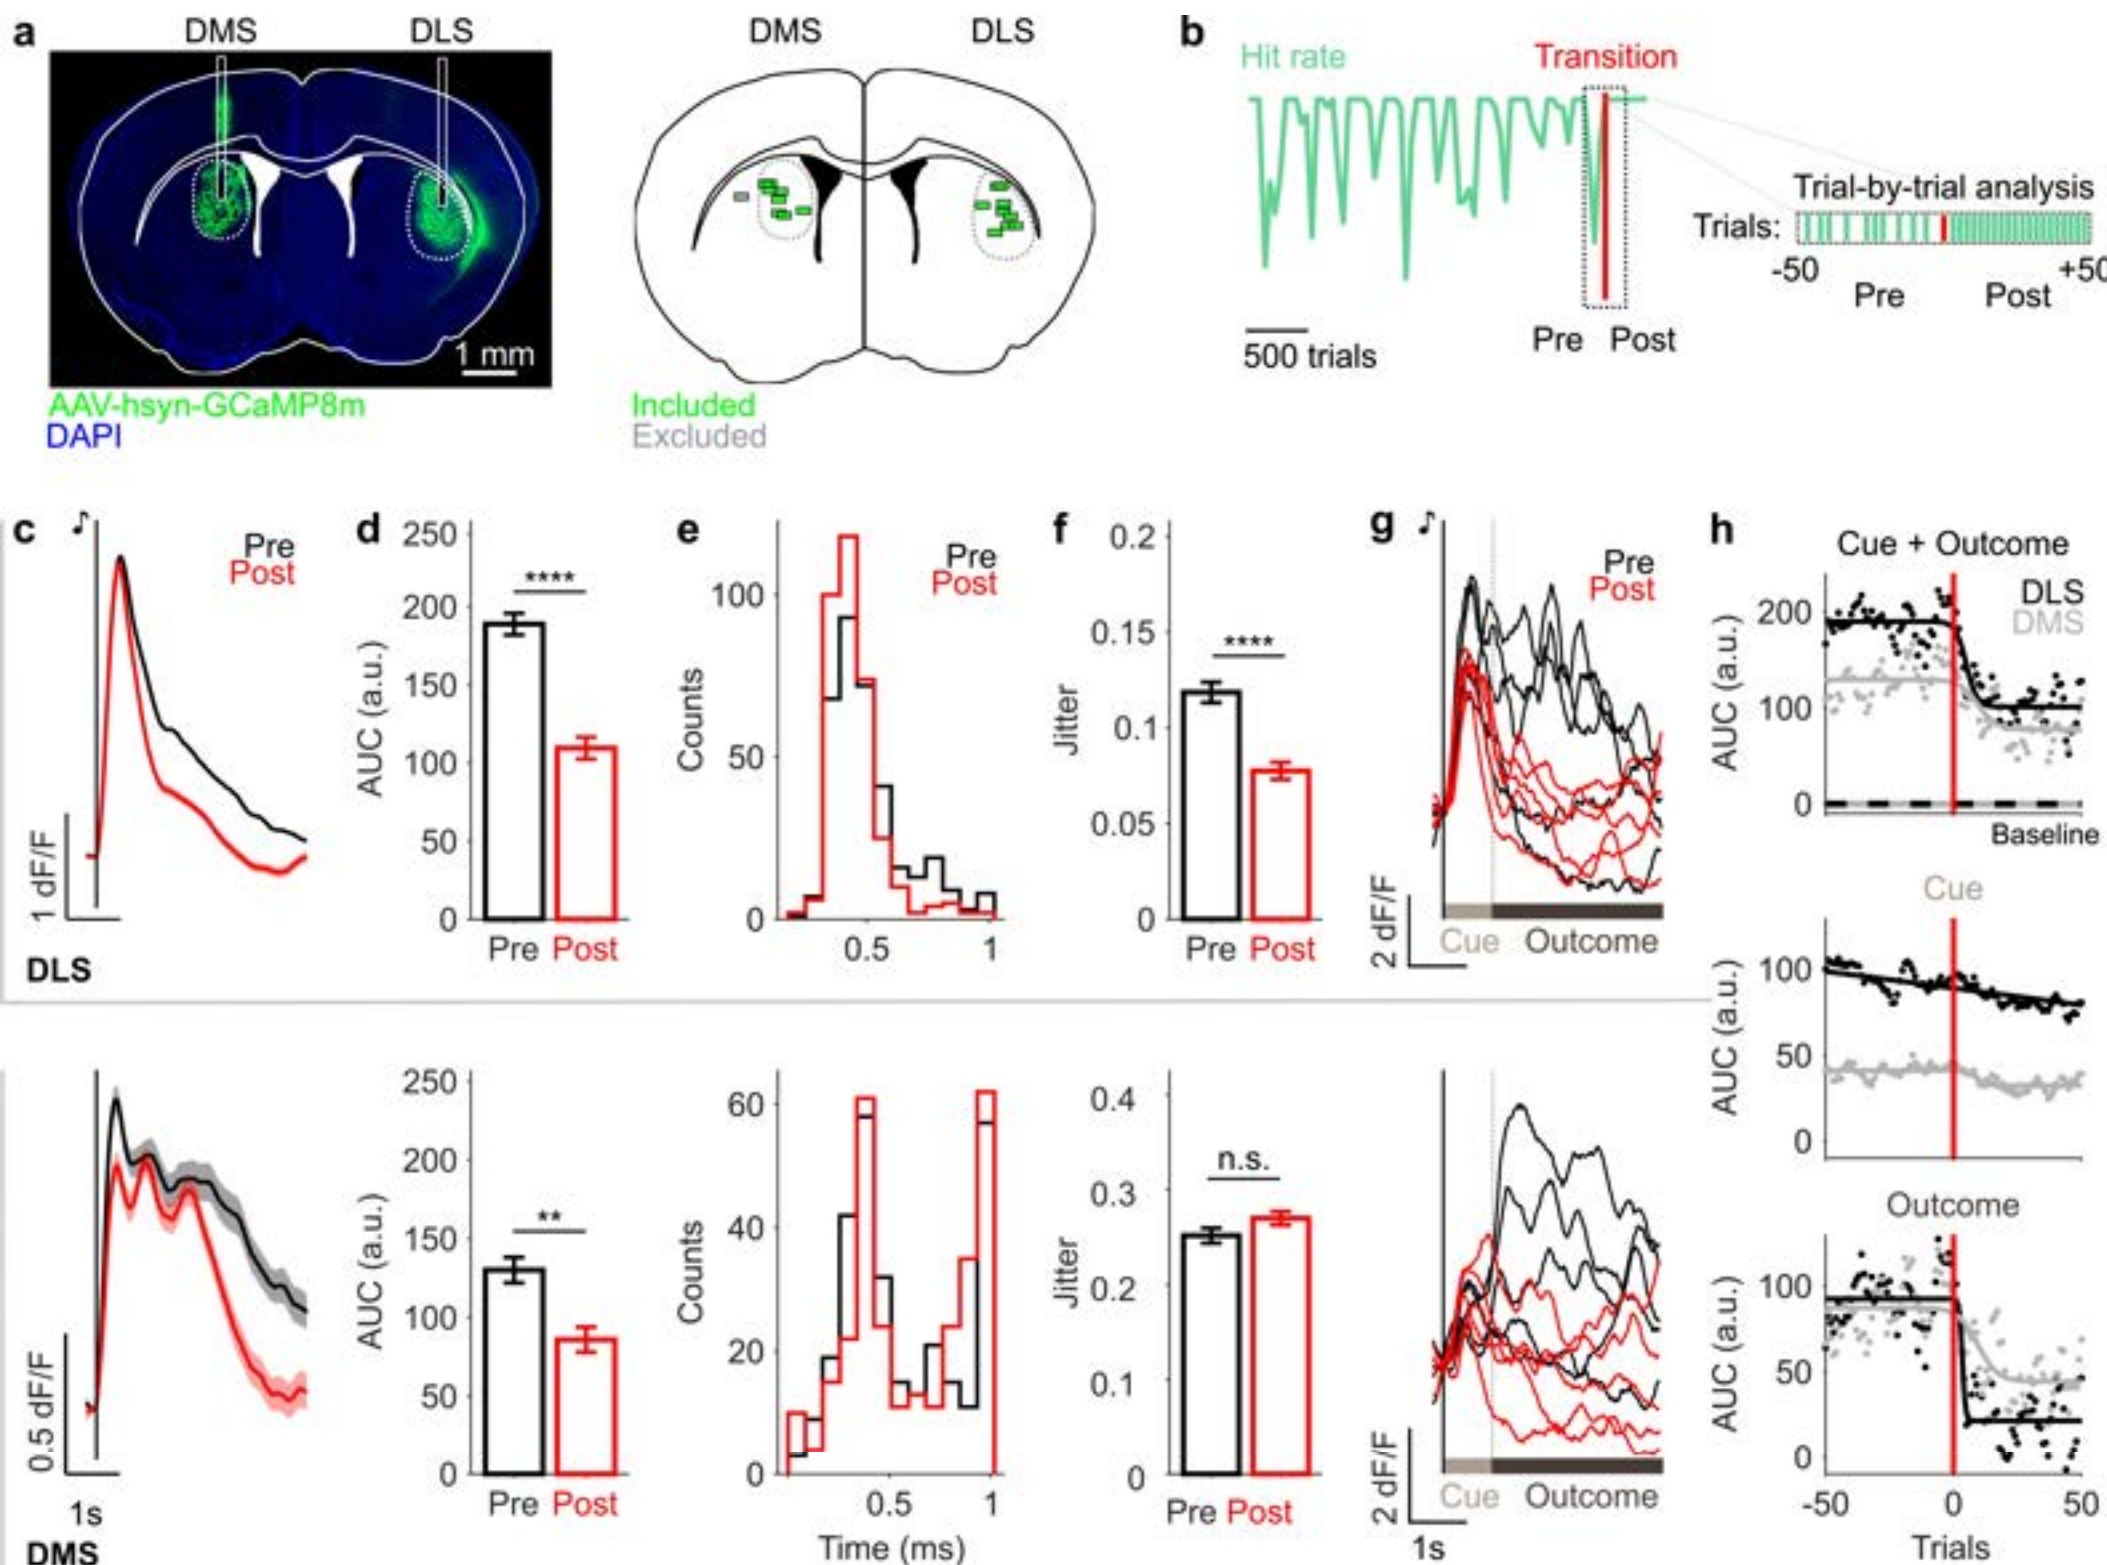 a
DMS DLS
1 mm
AAV-hsyn-GCaMP8m
DAPI
DMS DLS
Included
Excluded
b
Hit rate
Transition
500 trials
Pre Post
Trial-by-trial analysis
Trials:
-50 +50
Pre Post
c
♪
Pre
Post
1 dF/F
DLS
d
250
200
150
100
50
0
AUC (a.u.)
****
Pre Post
e
100
50
0
Counts
Pre
Post
0.5 1
f
0.2
0.15
0.1
0.05
0
Jitter
****
Pre Post
g
♪
Pre
Post
2 dF/F
Cue Outcome
h
Cue + Outcome
DLS
DMS
200
100
0
AUC (a.u.)
Baseline
Cue
100
50
0
AUC (a.u.)
Outcome
100
50
0
AUC (a.u.)
-50 0 50
Trials
0.5 dF/F
1s
DMS
250
200
150
100
50
0
AUC (a.u.)
**
Pre Post
60
40
20
0
Counts
0.5 1
Time (ms)
0.4
0.3
0.2
0.1
0
Jitter
n.s.
Pre Post
2 dF/F
Cue Outcome
1s